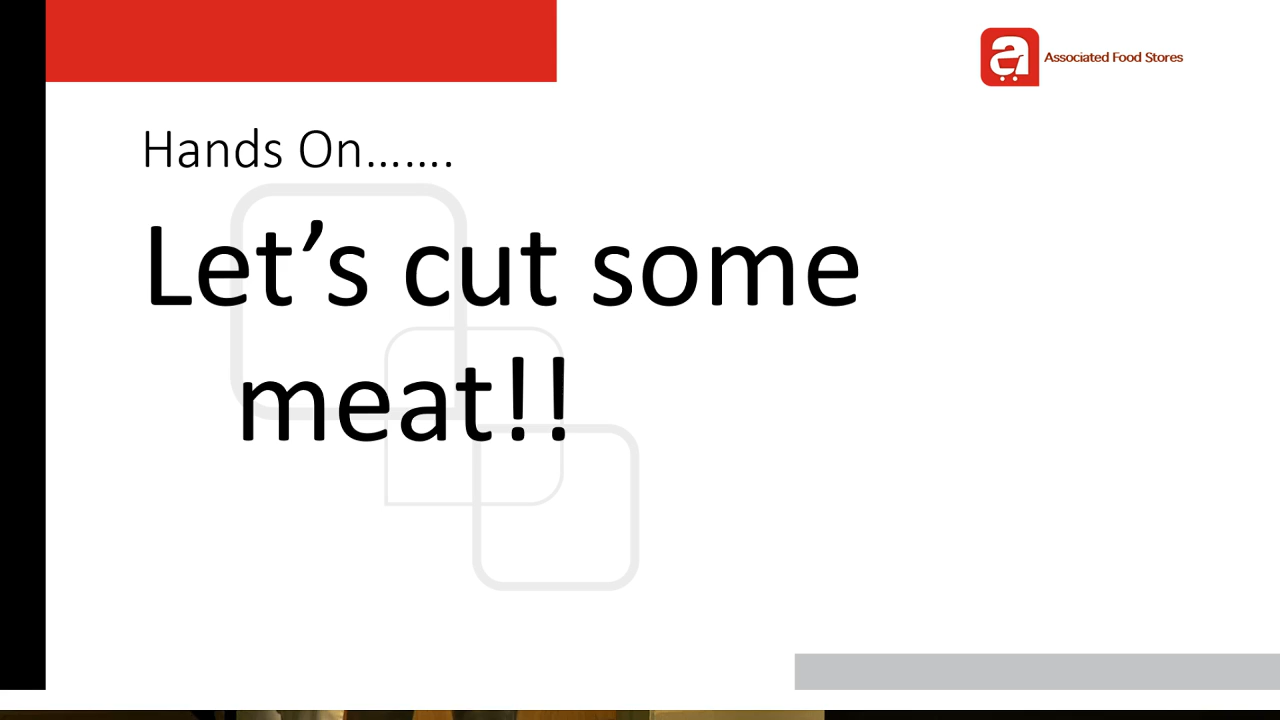 Associated Food Stores
Hands On…….
Let’s cut some
meat!!